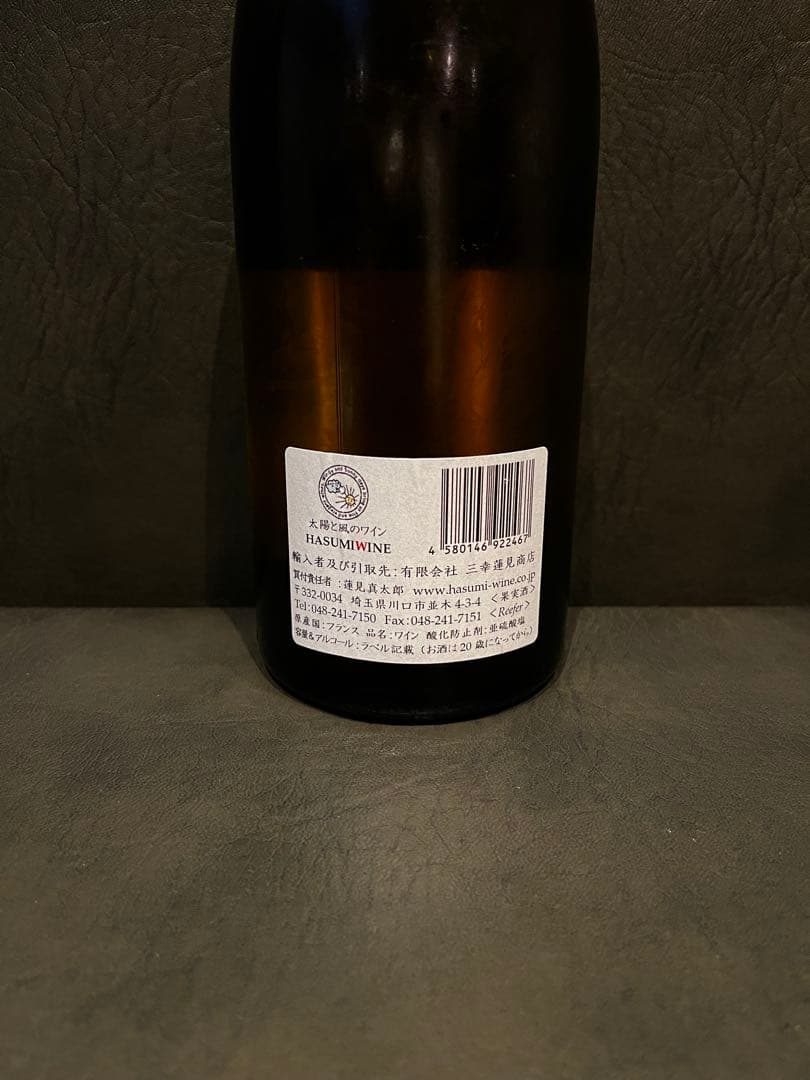 太陽と風のワイン
HASUMIWINE
4 580146 922467
輸入者及び引取先:有限会社 三幸蓮見商店
買付責任者 :蓮見真太郎 www.hasumi-wine.co.jp
〒332-0034 埼玉県川口市並木4-3-4 <果実酒>
Tel:048-241-7150 Fax:048-241-7151 <Reefer>
原産国:フランス 品名:ワイン 酸化防止剤:亜硫酸塩
容量&アルコール:ラベル記載(お酒は20歳になってから)